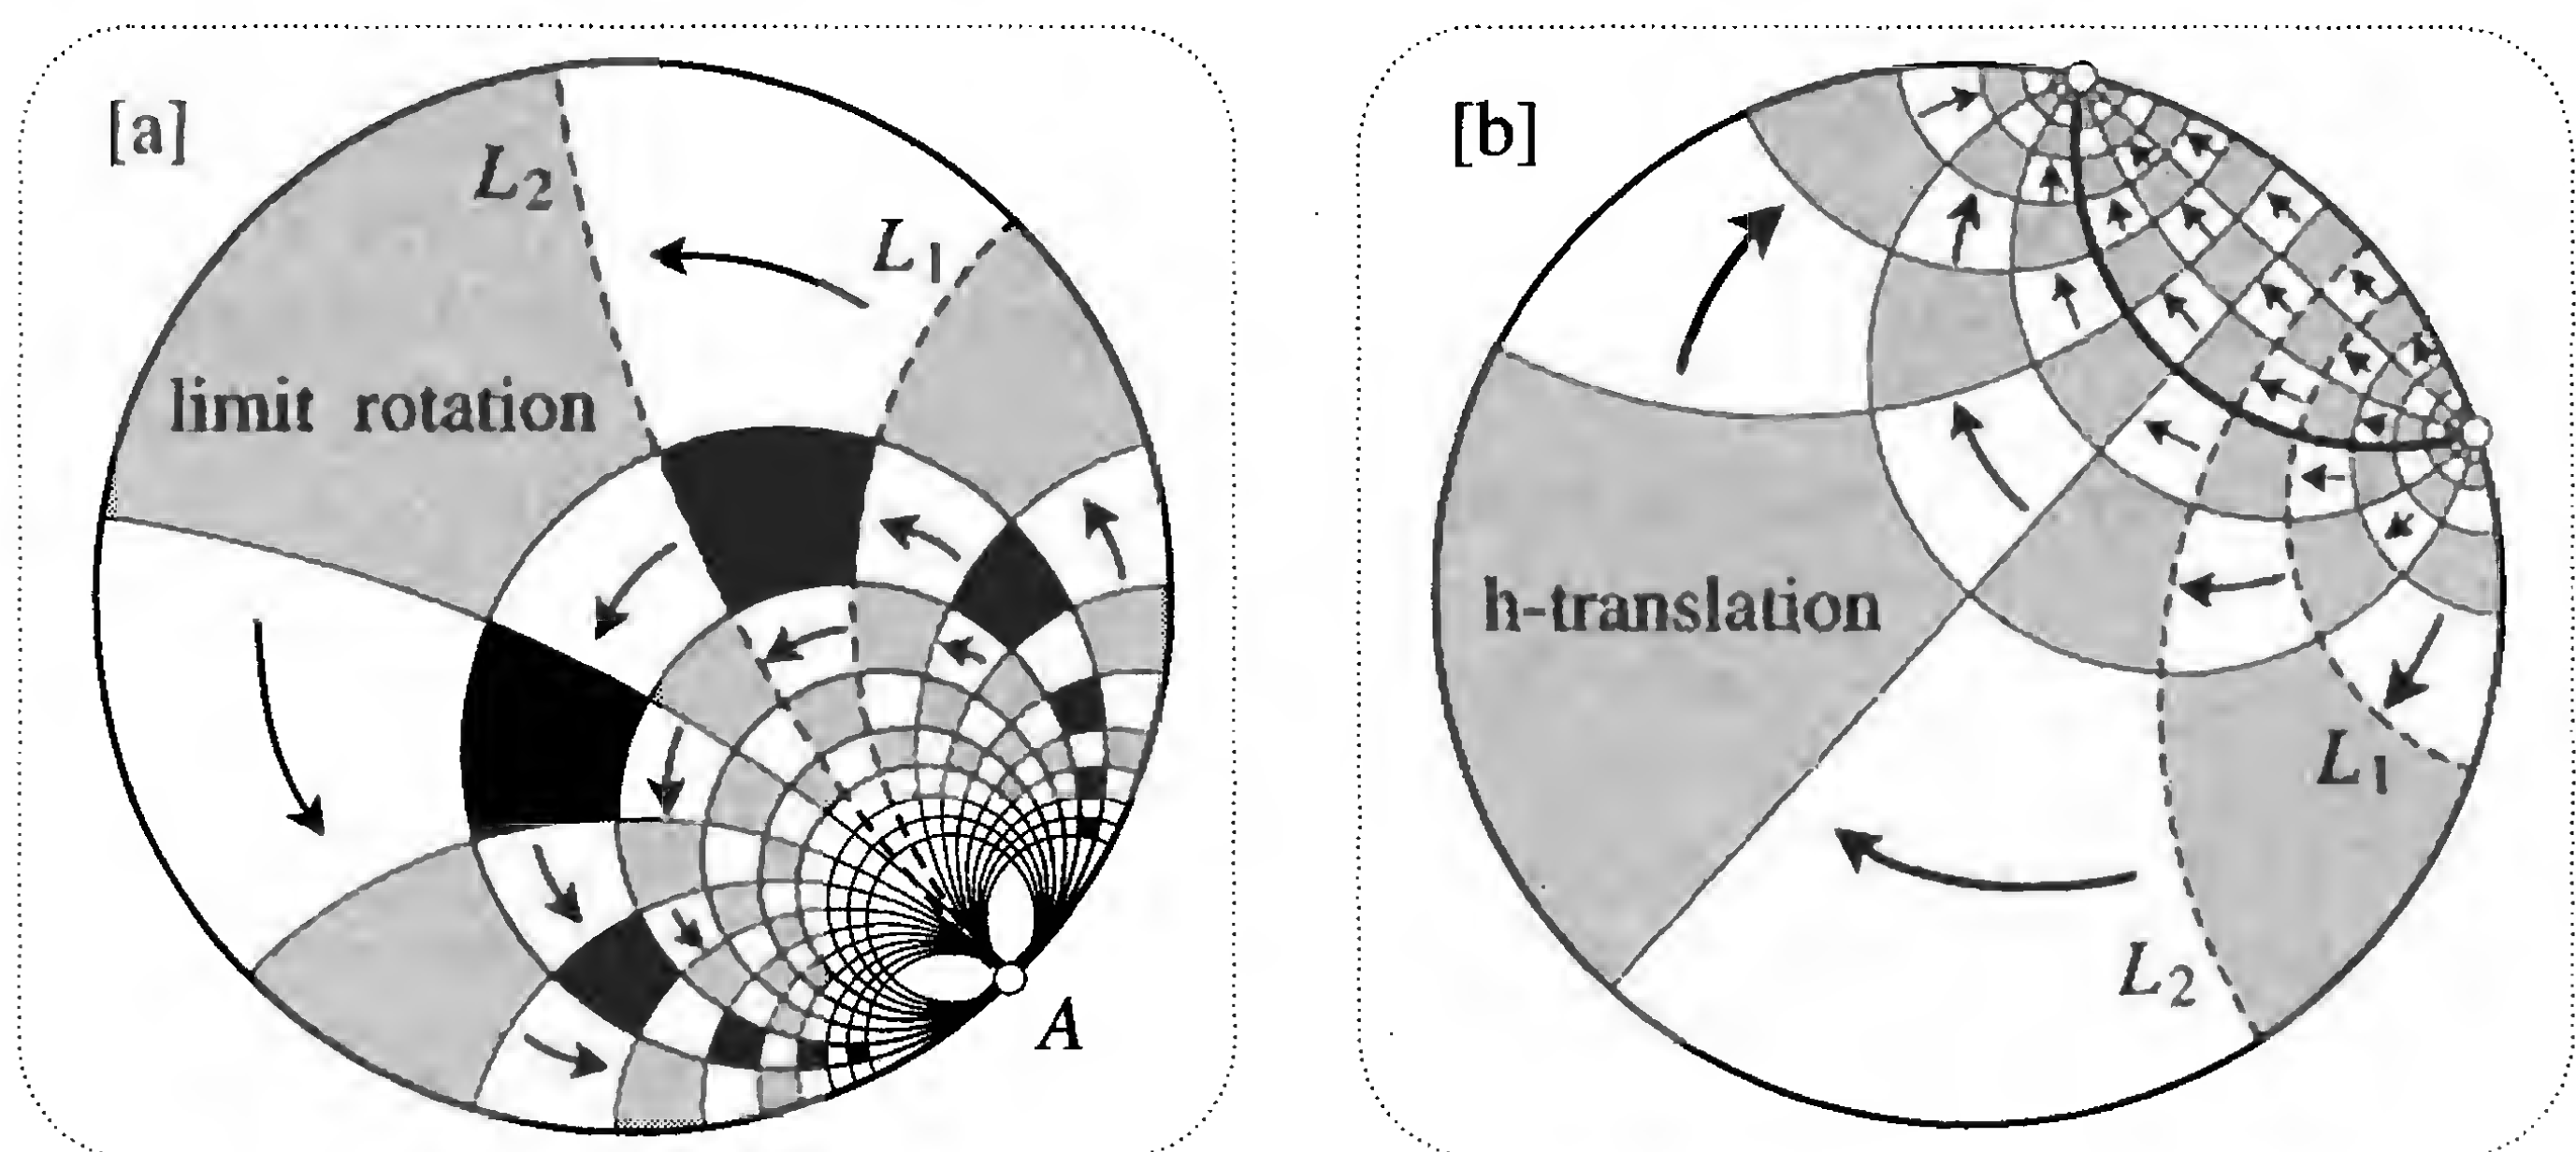 [a]
L2
L1
limit rotation
A
[b]
h-translation
L1
L2